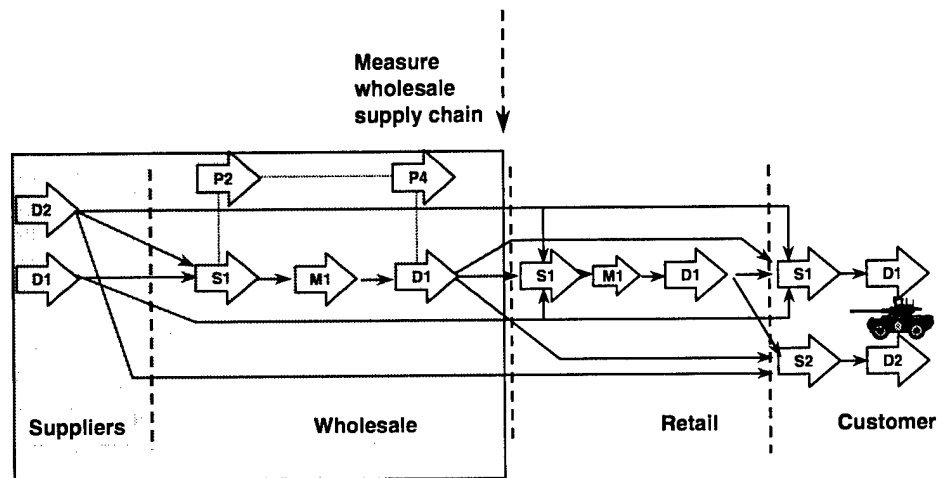 Measure
wholesale
supply chain
P2
P4
D2
D1
S1
M1
D1
S1
M1
D1
S1
D1
S2
D2
Suppliers
Wholesale
Retail
Customer